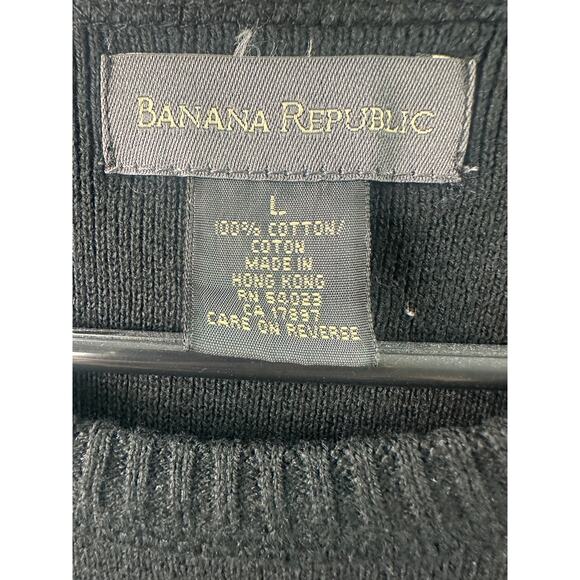 BANANA REPUBLIC
L
100% COTTON/
COTON
MADE IN
HONG KONG
RN 54023
CA 17897
CARE ON REVERSE